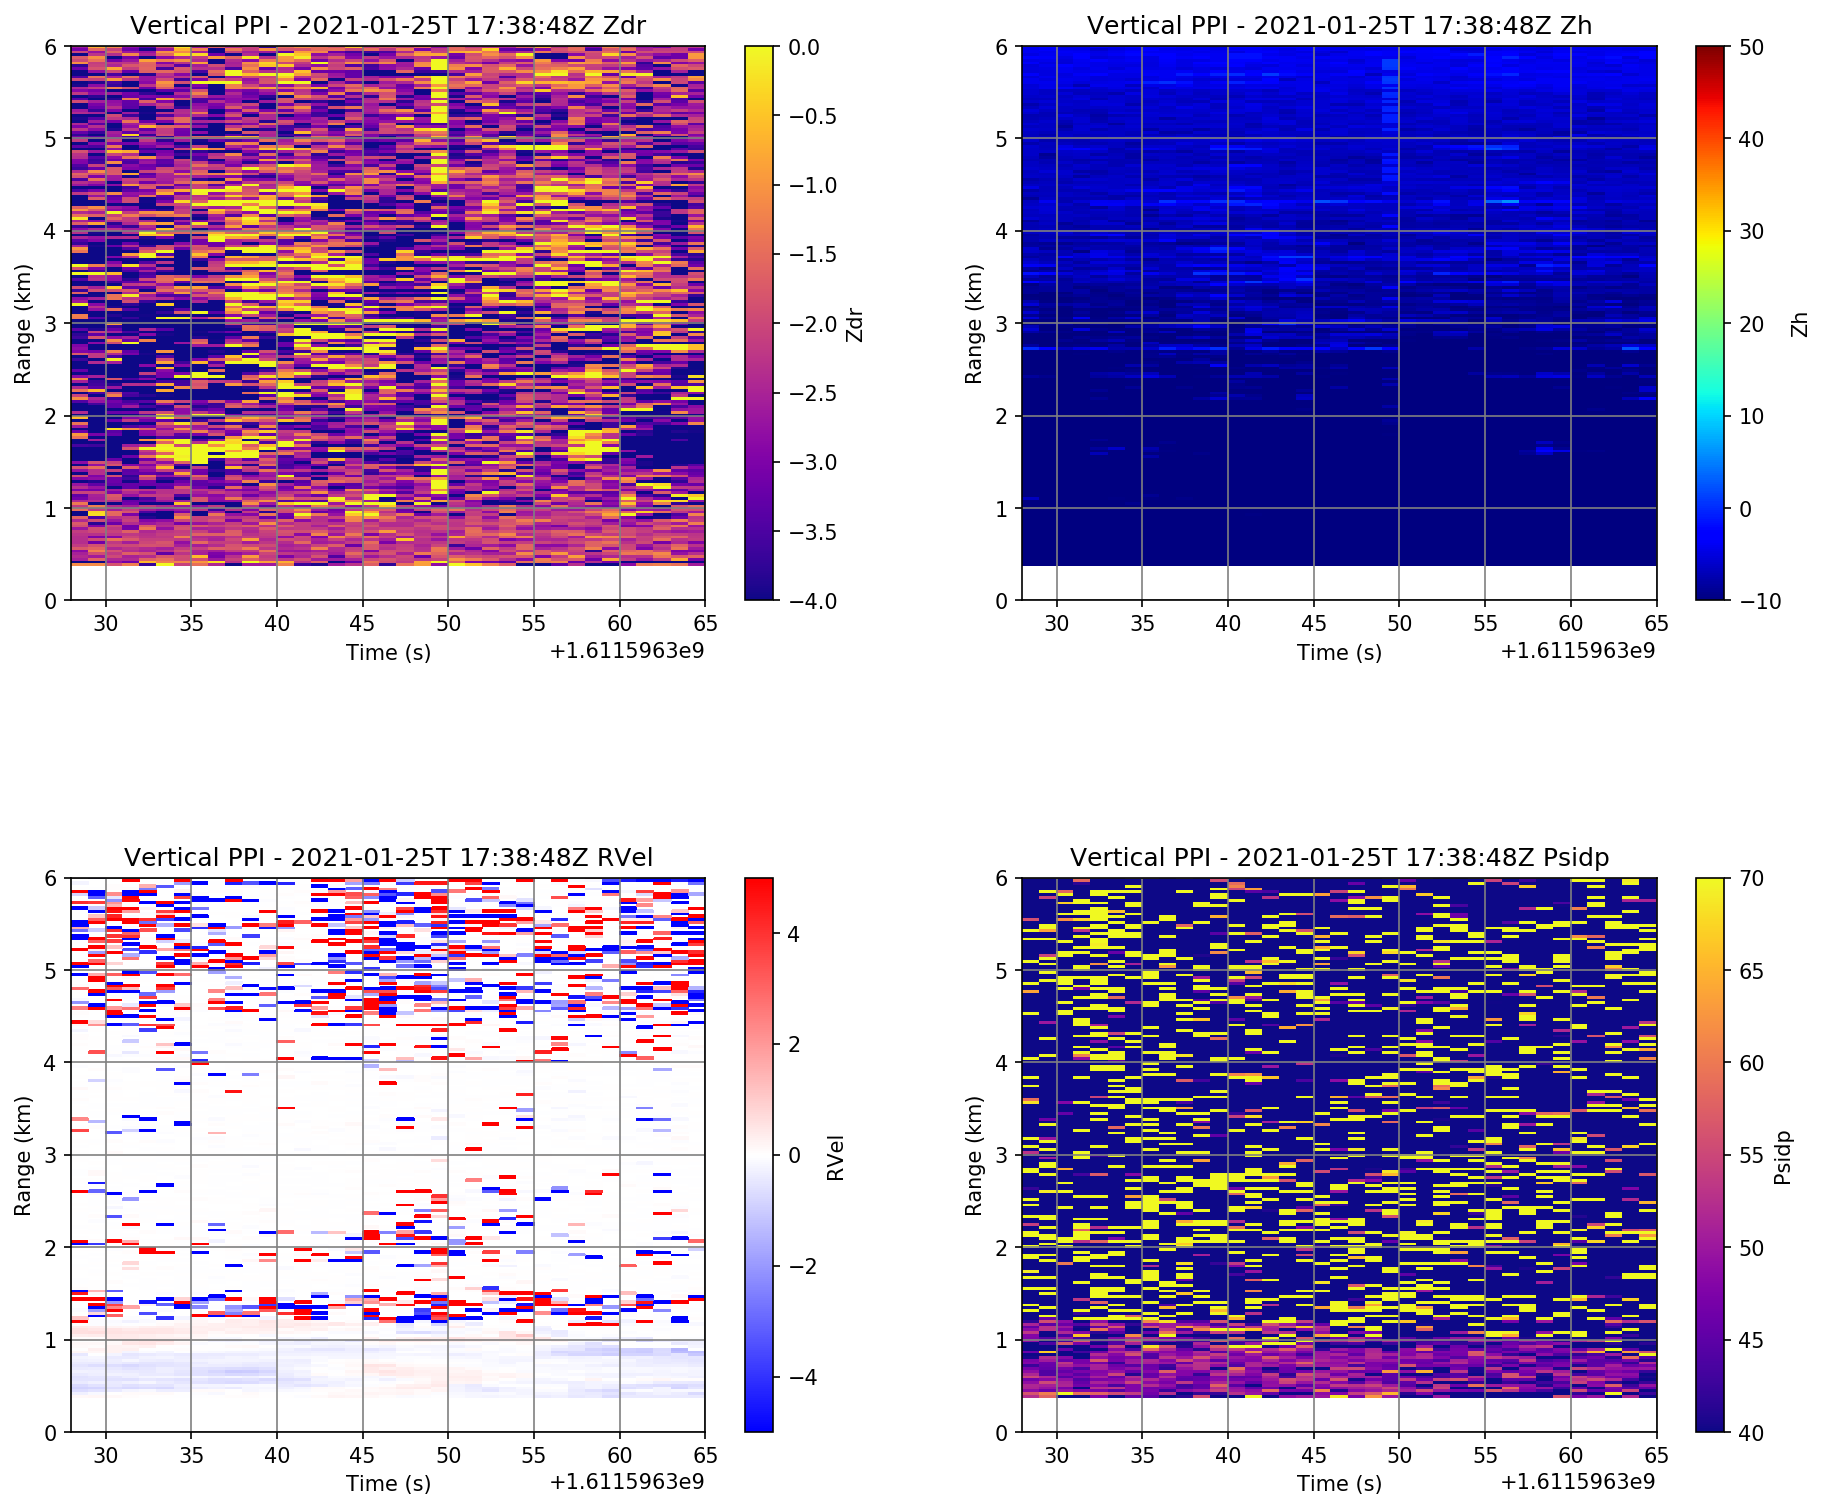 Vertical PPI - 2021-01-25T 17:38:48Z Zdr
6
5
4
3
2
1
0
Range (km)
30 35 40 45 50 55 60 65
Time (s)
+1.6115963e9
0.0
−0.5
−1.0
−1.5
−2.0
−2.5
−3.0
−3.5
−4.0
Zdr
Vertical PPI - 2021-01-25T 17:38:48Z Zh
6
5
4
3
2
1
0
Range (km)
30 35 40 45 50 55 60 65
Time (s)
+1.6115963e9
50
40
30
20
10
0
−10
Zh
Vertical PPI - 2021-01-25T 17:38:48Z RVel
6
5
4
3
2
1
0
Range (km)
30 35 40 45 50 55 60 65
Time (s)
+1.6115963e9
4
2
0
−2
−4
RVel
Vertical PPI - 2021-01-25T 17:38:48Z Psidp
6
5
4
3
2
1
0
Range (km)
30 35 40 45 50 55 60 65
Time (s)
+1.6115963e9
70
65
60
55
50
45
40
Psidp